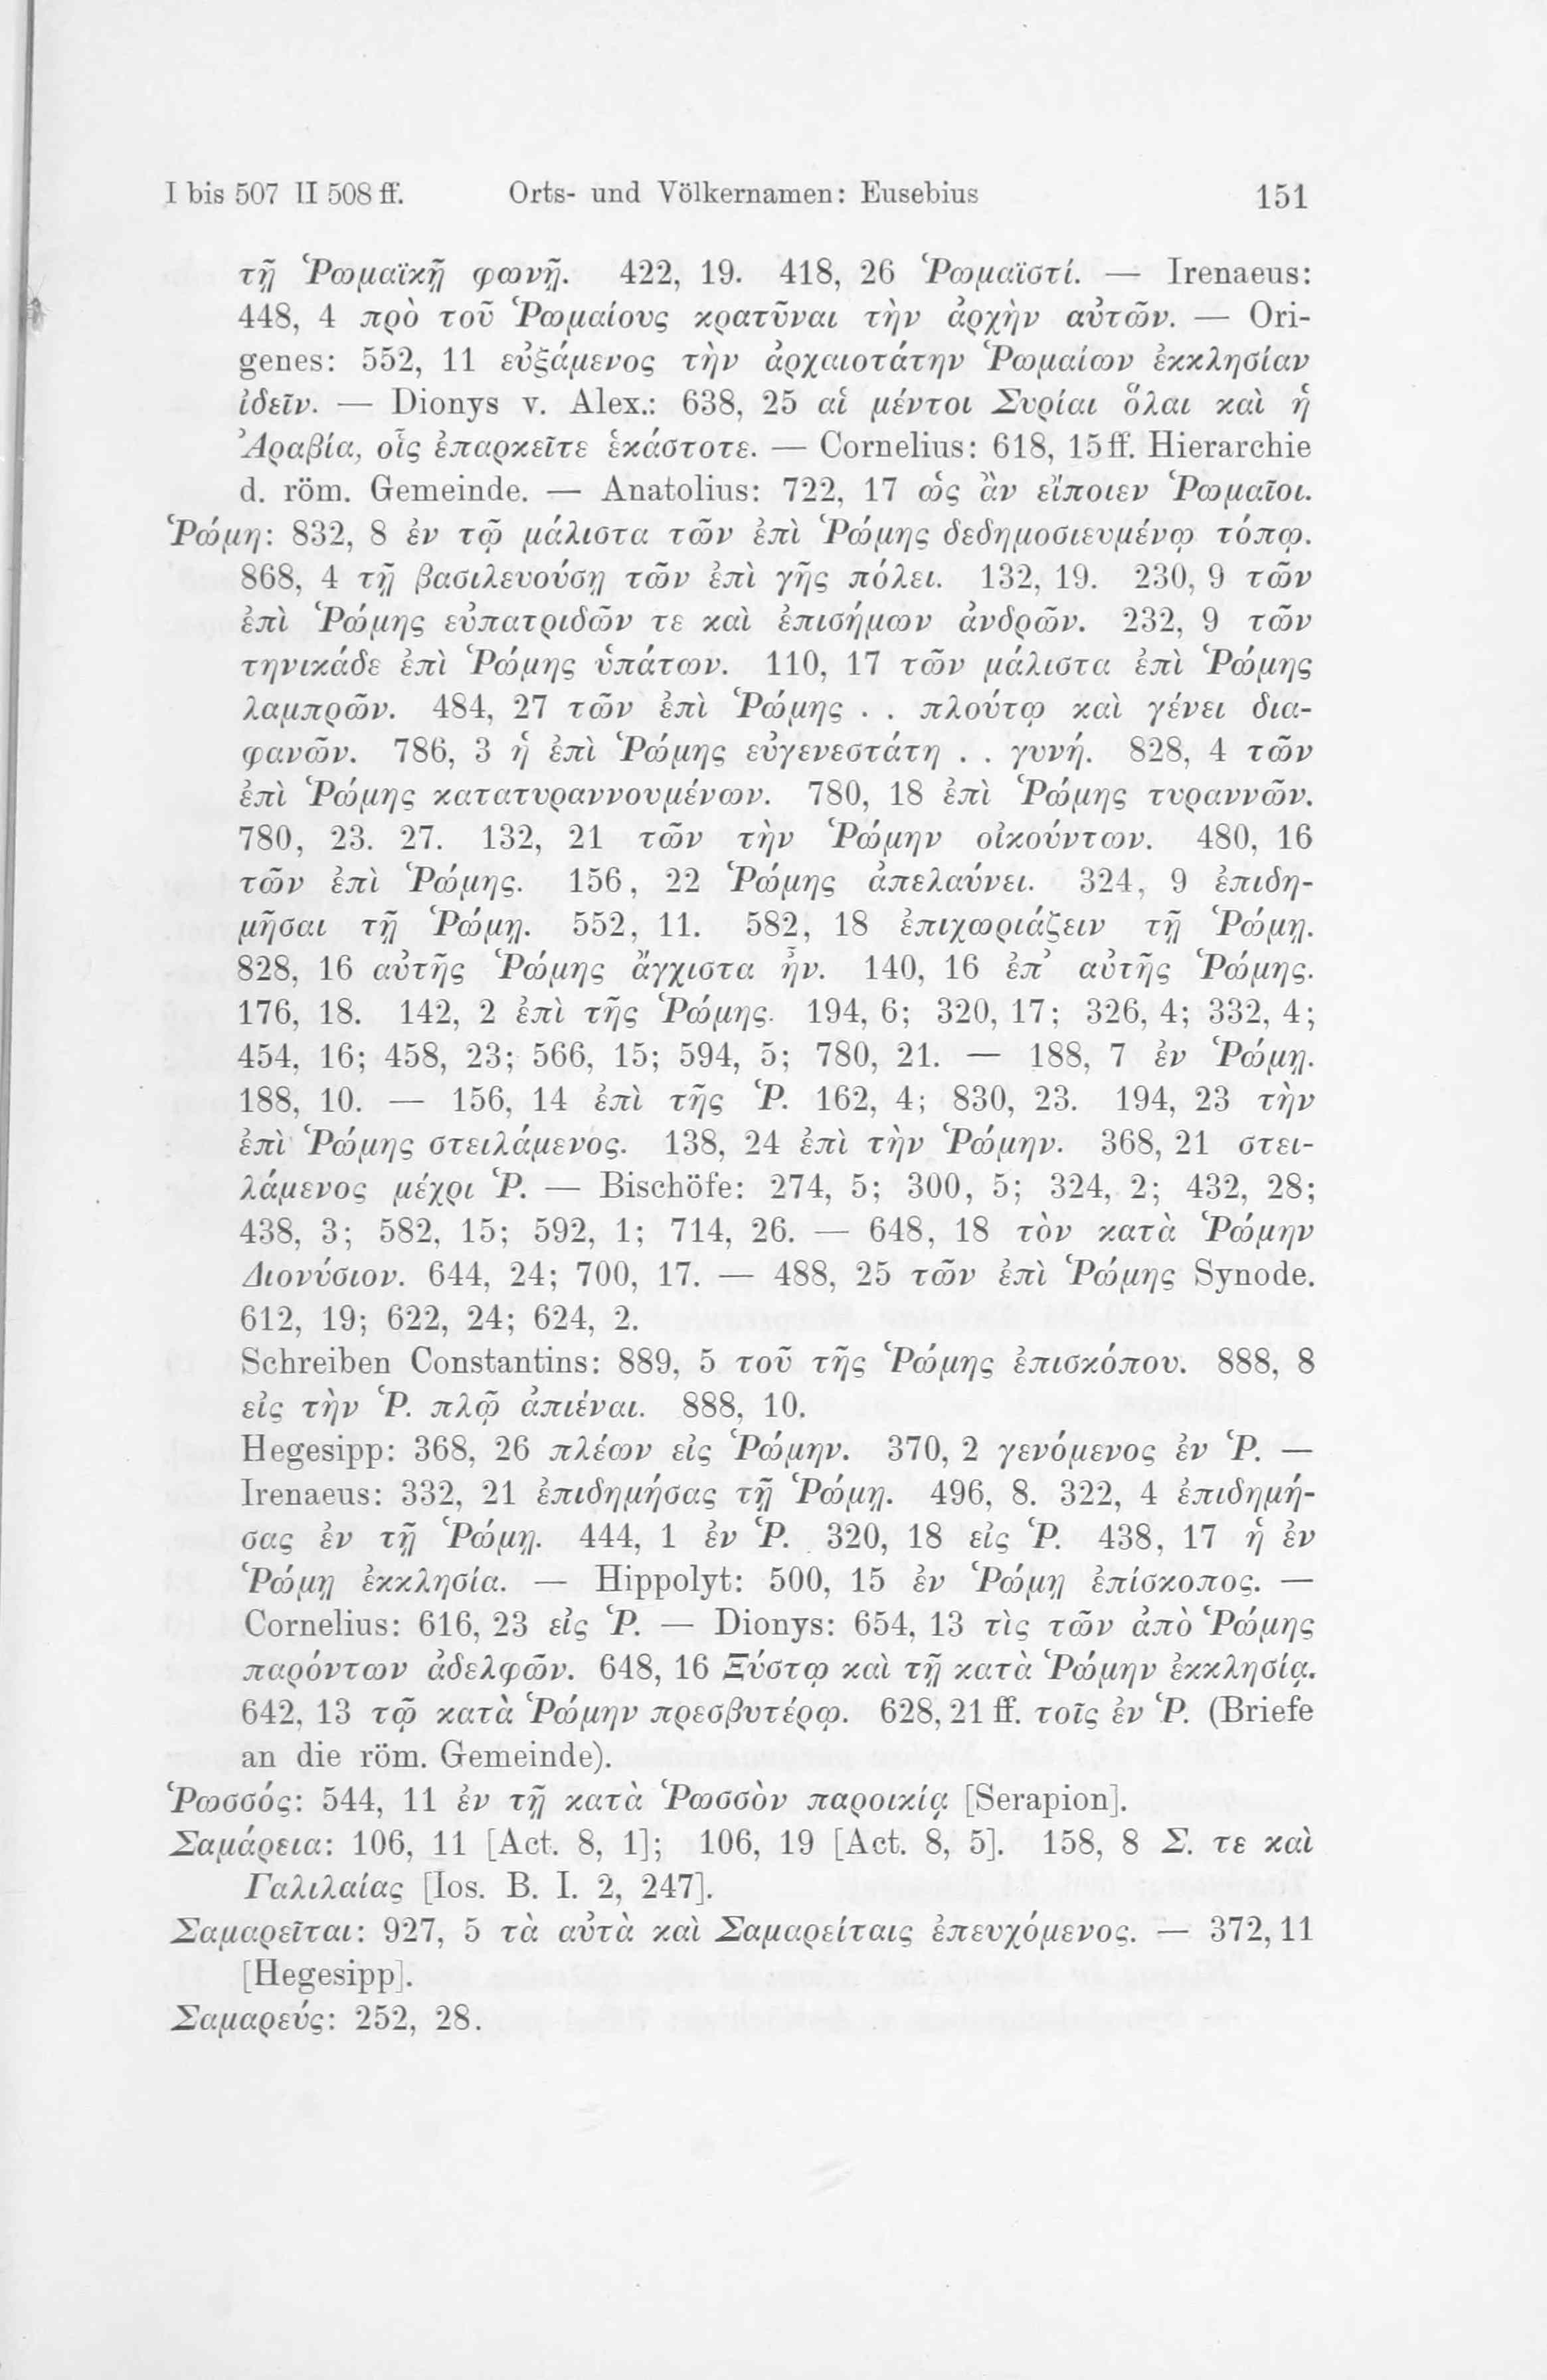 I bis 507 II 508 ff. Orts- und Völkernamen: Eusebius 151
τῇ Ῥωμαϊκῇ φωνῇ. 422, 19. 418, 26 Ῥωμαϊστί. — Irenaeus:
448, 4 πρὸ τοῦ Ῥωμαίους κρατῦναι τὴν ἀρχὴν αὐτῶν. — Ori-
genes: 552, 11 εὐξάμενος τὴν ἀρχαιοτάτην Ῥωμαίων ἐκκλησίαν
ἰδεῖν. — Dionys v. Alex.: 638, 25 αἱ μέντοι Συρίαι ὅλαι καὶ ἡ
Ἀραβία, οἷς ἐπαρκεῖτε ἑκάστοτε. — Cornelius: 618, 15 ff. Hierarchie
d. röm. Gemeinde. — Anatolius: 722, 17 ὡς ἂν εἴποιεν Ῥωμαῖοι.
Ῥώμη: 832, 8 ἐν τῷ μάλιστα τῶν ἐπὶ Ῥώμης δεδημοσιευμένῳ τόπῳ.
868, 4 τῇ βασιλευούσῃ τῶν ἐπὶ γῆς πόλει. 132, 19. 230, 9 τῶν
ἐπὶ Ῥώμης εὐπατριδῶν τε καὶ ἐπισήμων ἀνδρῶν. 232, 9 τῶν
τηνικάδε ἐπὶ Ῥώμης ὑπάτων. 110, 17 τῶν μάλιστα ἐπὶ Ῥώμης
λαμπρῶν. 484, 27 τῶν ἐπὶ Ῥώμης . . πλούτῳ καὶ γένει δια-
φανῶν. 786, 3 ἡ ἐπὶ Ῥώμης εὐγενεστάτη . . γυνή. 828, 4 τῶν
ἐπὶ Ῥώμης κατατυραννουμένων. 780, 18 ἐπὶ Ῥώμης τυραννῶν.
780, 23. 27. 132, 21 τῶν τὴν Ῥώμην οἰκούντων. 480, 16
τῶν ἐπὶ Ῥώμης. 156, 22 Ῥώμης ἀπελαύνει. 324, 9 ἐπιδη-
μῆσαι τῇ Ῥώμῃ. 552, 11. 582, 18 ἐπιχωριάζειν τῇ Ῥώμῃ.
828, 16 αὐτῆς Ῥώμης ἄγχιστα ἦν. 140, 16 ἐπ’ αὐτῆς Ῥώμης.
176, 18. 142, 2 ἐπὶ τῆς Ῥώμης. 194, 6; 320, 17; 326, 4; 332, 4;
454, 16; 458, 23; 566, 15; 594, 5; 780, 21. — 188, 7 ἐν Ῥώμῃ.
188, 10. — 156, 14 ἐπὶ τῆς Ῥ. 162, 4; 830, 23. 194, 23 τὴν
ἐπὶ Ῥώμης στειλάμενος. 138, 24 ἐπὶ τὴν Ῥώμην. 368, 21 στει-
λάμενος μέχρι Ῥ. — Bischöfe: 274, 5; 300, 5; 324, 2; 432, 28;
438, 3; 582, 15; 592, 1; 714, 26. — 648, 18 τὸν κατὰ Ῥώμην
Διονύσιον. 644, 24; 700, 17. — 488, 25 τῶν ἐπὶ Ῥώμης Synode.
612, 19; 622, 24; 624, 2.
Schreiben Constantins: 889, 5 τοῦ τῆς Ῥώμης ἐπισκόπου. 888, 8
εἰς τὴν Ῥ. πλῷ ἀπιέναι. 888, 10.
Hegesipp: 368, 26 πλέων εἰς Ῥώμην. 370, 2 γενόμενος ἐν Ῥ. —
Irenaeus: 332, 21 ἐπιδημήσας τῇ Ῥώμῃ. 496, 8. 322, 4 ἐπιδημή-
σας ἐν τῇ Ῥώμῃ. 444, 1 ἐν Ῥ. 320, 18 εἰς Ῥ. 438, 17 ἡ ἐν
Ῥώμῃ ἐκκλησία. — Hippolyt: 500, 15 ἐν Ῥώμῃ ἐπίσκοπος. —
Cornelius: 616, 23 εἰς Ῥ. — Dionys: 654, 13 τὶς τῶν ἀπὸ Ῥώμης
παρόντων ἀδελφῶν. 648, 16 Ξύστῳ καὶ τῇ κατὰ Ῥώμην ἐκκλησίᾳ.
642, 13 τῷ κατὰ Ῥώμην πρεσβυτέρῳ. 628, 21 ff. τοῖς ἐν Ῥ. (Briefe
an die röm. Gemeinde).
Ῥωσσός: 544, 11 ἐν τῇ κατὰ Ῥωσσὸν παροικίᾳ [Serapion].
Σαμάρεια: 106, 11 [Act. 8, 1]; 106, 19 [Act. 8, 5]. 158, 8 Σ. τε καὶ
Γαλιλαίας [Ios. B. I. 2, 247].
Σαμαρεῖται: 927, 5 τὰ αὐτὰ καὶ Σαμαρείταις ἐπευχόμενος. — 372, 11
[Hegesipp].
Σαμαρεύς: 252, 28.